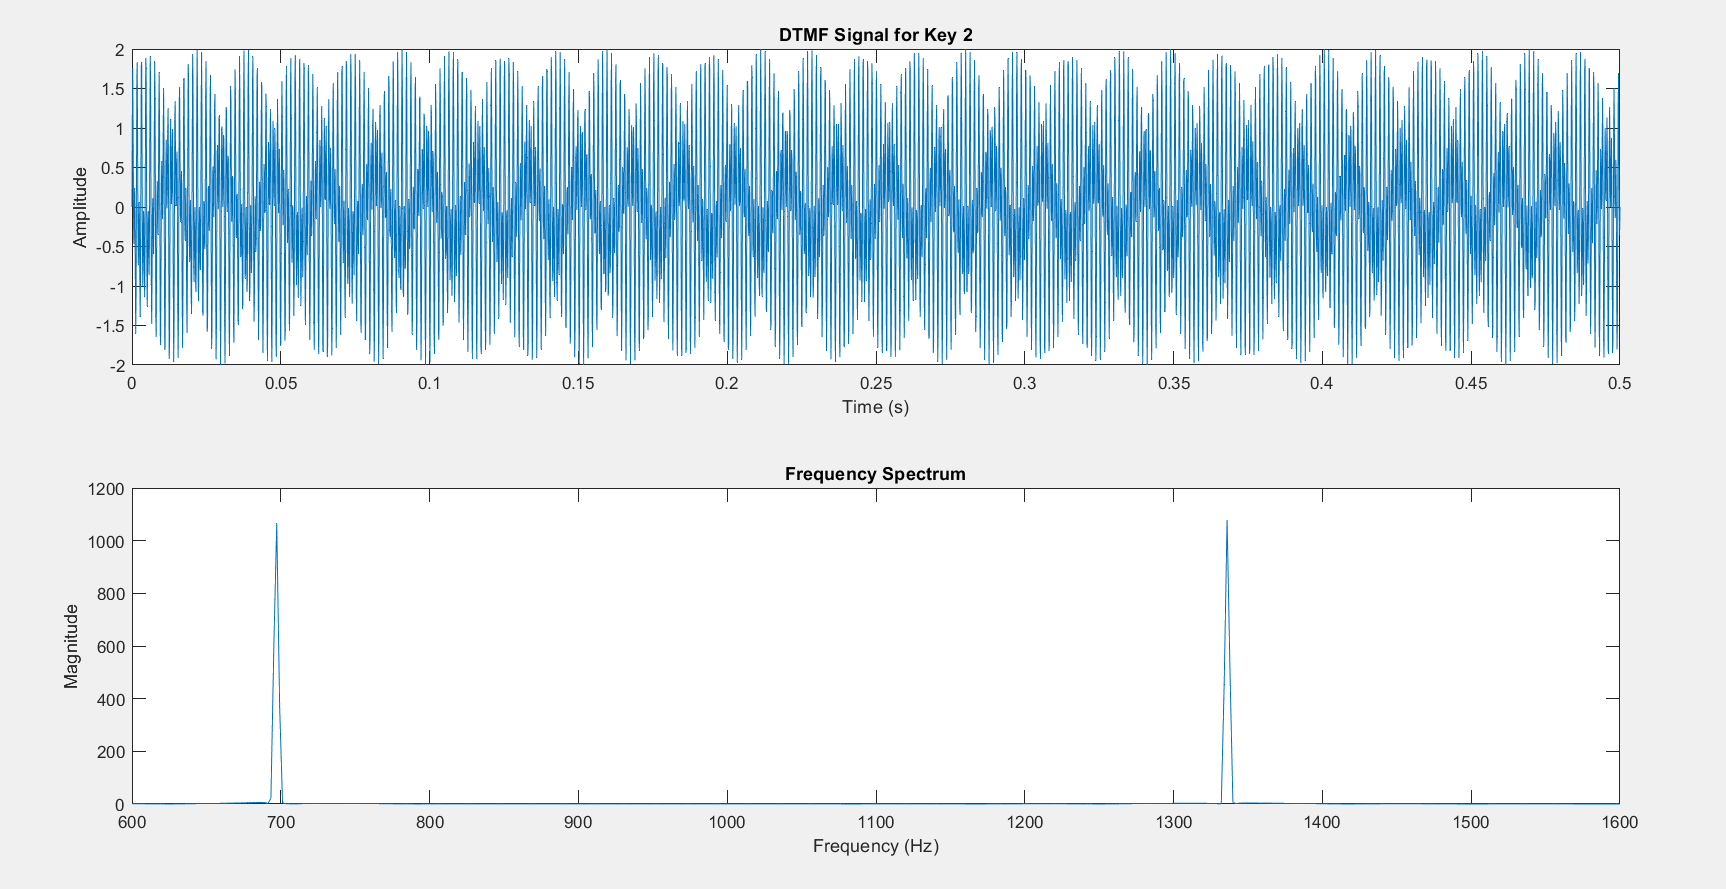 DTMF Signal for Key 2
2
1.5
1
0.5
0
-0.5
-1
-1.5
-2
Amplitude
0 0.05 0.1 0.15 0.2 0.25 0.3 0.35 0.4 0.45 0.5
Time (s)
Frequency Spectrum
1200
1000
800
600
400
200
0
Magnitude
600 700 800 900 1000 1100 1200 1300 1400 1500 1600
Frequency (Hz)